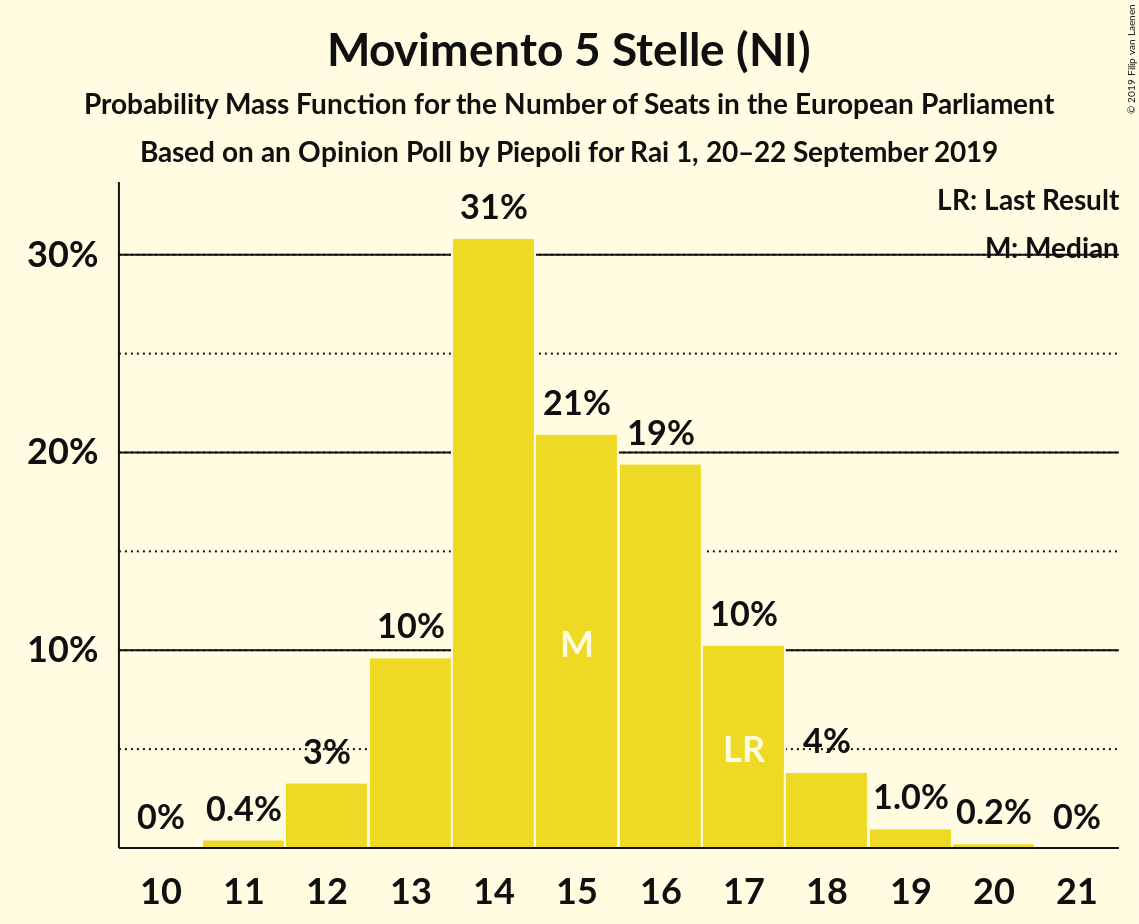 Movimento 5 Stelle (NI)
Probability Mass Function for the Number of Seats in the European Parliament
Based on an Opinion Poll by Piepoli for Rai 1, 20–22 September 2019
© 2019 Filip van Laenen
LR: Last Result
M: Median
30%
20%
10%
0%
0.4%
3%
10%
31%
21%
19%
10%
4%
1.0%
0.2%
0%
M
LR
10 11 12 13 14 15 16 17 18 19 20 21